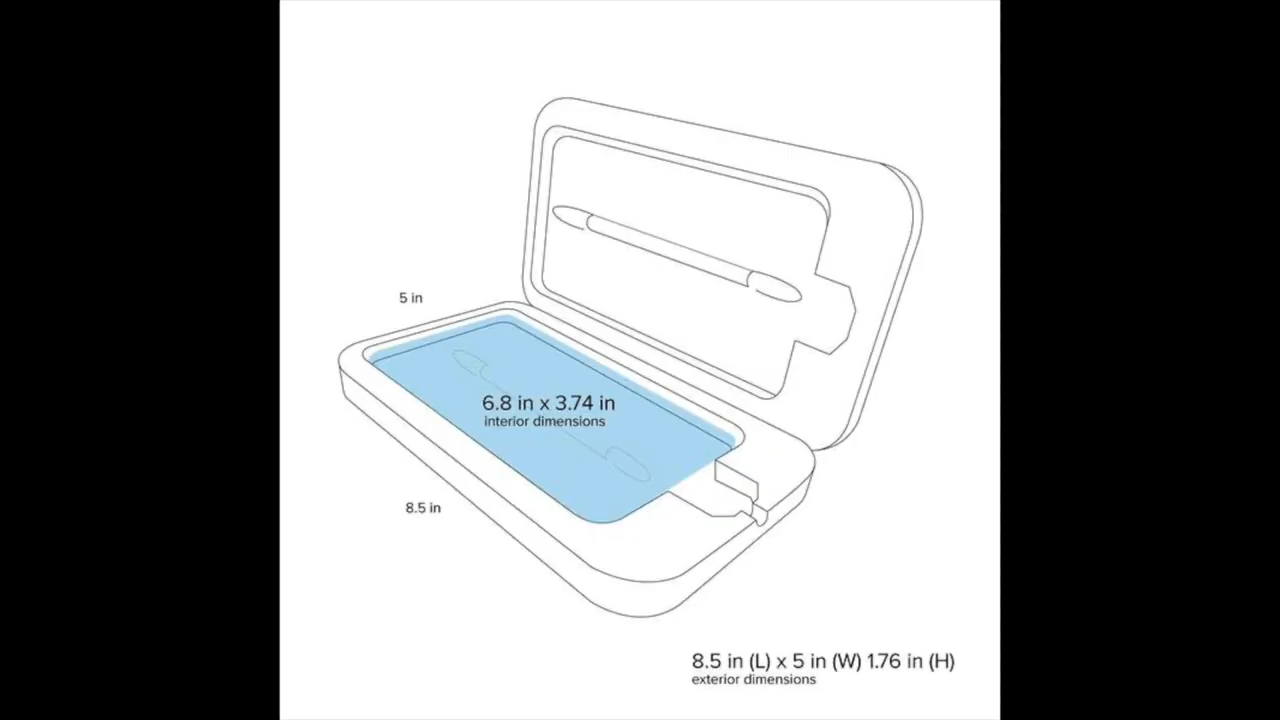 5 in
6.8 in x 3.74 in
interior dimensions
8.5 in
8.5 in (L) x 5 in (W) 1.76 in (H)
exterior dimensions